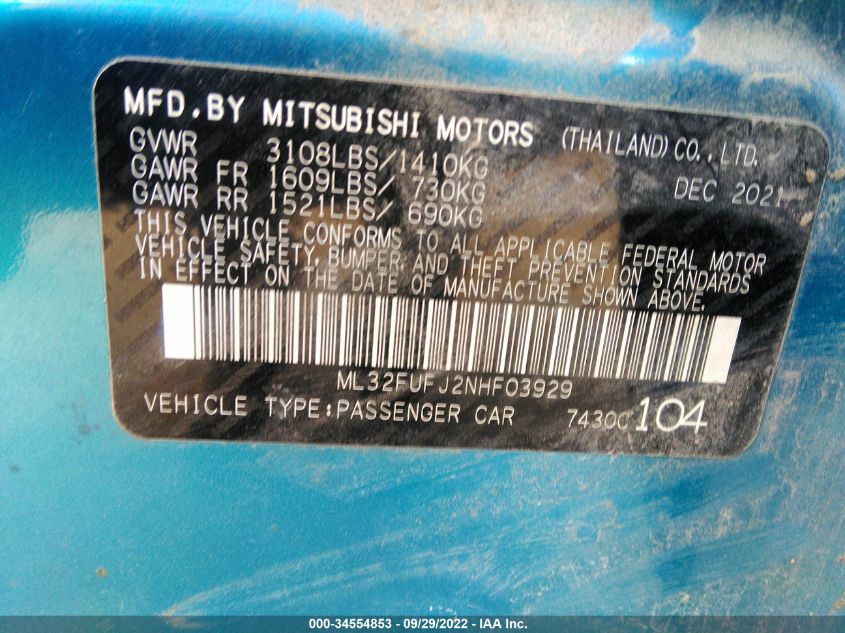 MFD.BY MITSUBISHI MOTORS (THAILAND) CO., LTD.
GVWR 3108LBS/1410KG DEC 2021
GAWR FR 1609LBS/ 730KG
GAWR RR 1521LBS/ 690KG
THIS VEHICLE CONFORMS TO ALL APPLICABLE FEDERAL MOTOR
VEHICLE SAFETY, BUMPER AND THEFT PREVENTION STANDARDS
IN EFFECT ON THE DATE OF MANUFACTURE SHOWN ABOVE.
ML32FUFJ2NHF03929
VEHICLE TYPE:PASSENGER CAR 7430C 104
000-34554853 - 09/29/2022 - IAA Inc.